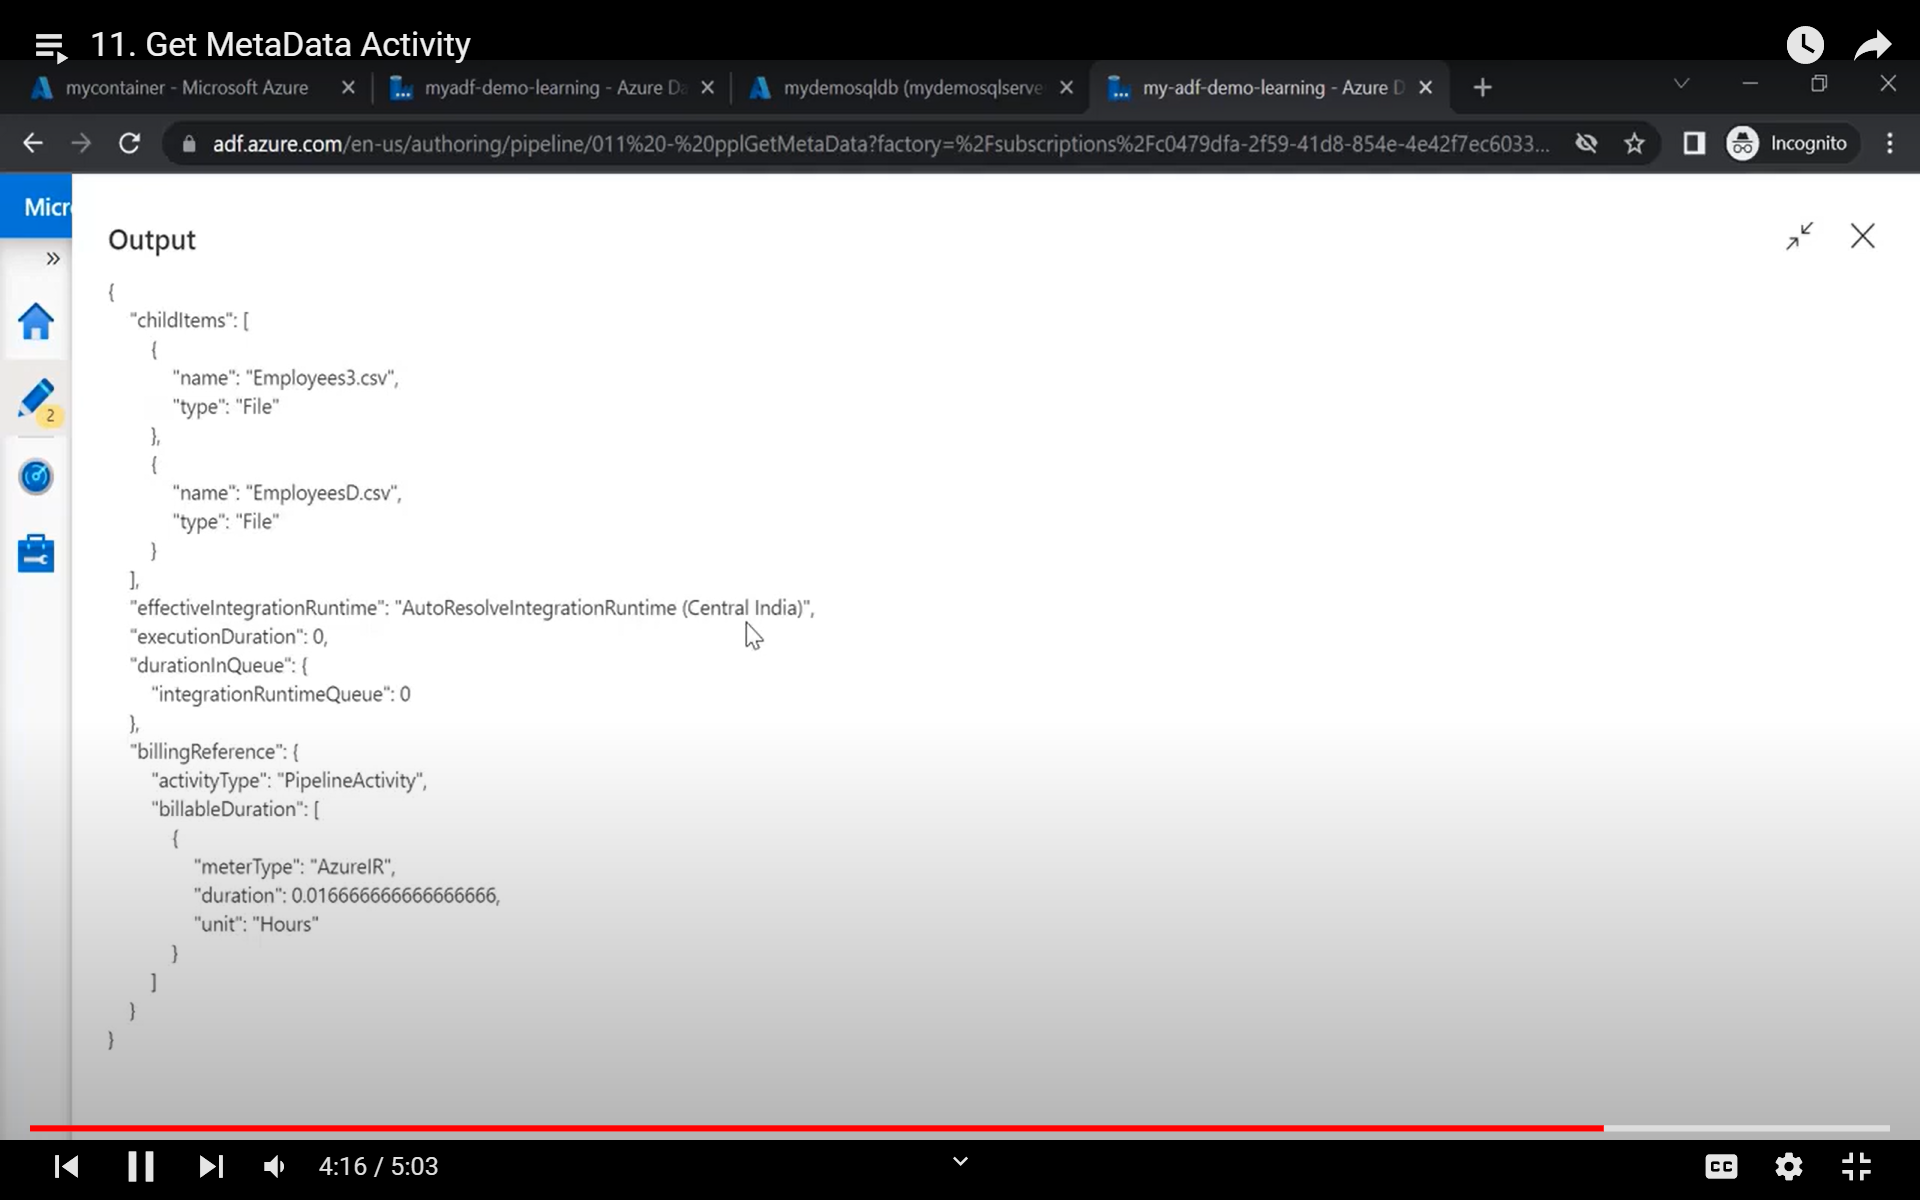 11. Get MetaData Activity
mycontainer - Microsoft Azure
myadf-demo-learning - Azure Da
mydemosqldb (mydemosqlserve
my-adf-demo-learning - Azure D
adf.azure.com/en-us/authoring/pipeline/011%20-%20pplGetMetaData?factory=%2Fsubscriptions%2Fc0479dfa-2f59-41d8-854e-4e42f7ec6033...
Incognito
Micr
Output
{
"childItems": [
{
"name": "Employees3.csv",
"type": "File"
},
{
"name": "EmployeesD.csv",
"type": "File"
}
],
"effectiveIntegrationRuntime": "AutoResolveIntegrationRuntime (Central India)",
"executionDuration": 0,
"durationInQueue": {
"integrationRuntimeQueue": 0
},
"billingReference": {
"activityType": "PipelineActivity",
"billableDuration": [
{
"meterType": "AzureIR",
"duration": 0.016666666666666666,
"unit": "Hours"
}
]
}
}
2
4:16 / 5:03
CC